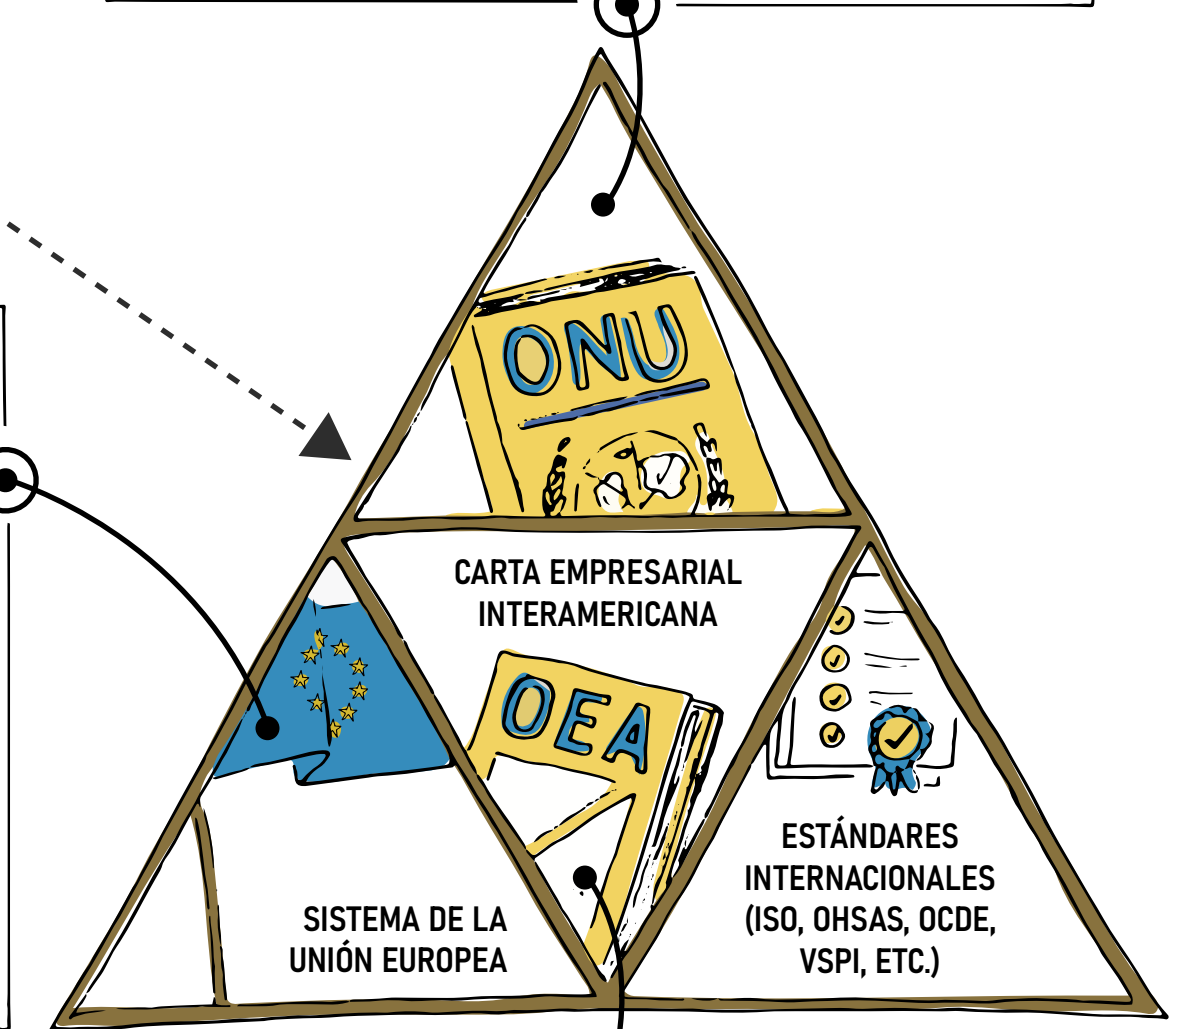 ONU
CARTA EMPRESARIAL
INTERAMERICANA
OEA
SISTEMA DE LA
UNIÓN EUROPEA
ESTÁNDARES
INTERNACIONALES
(ISO, OHSAS, OCDE,
VSPI, ETC.)